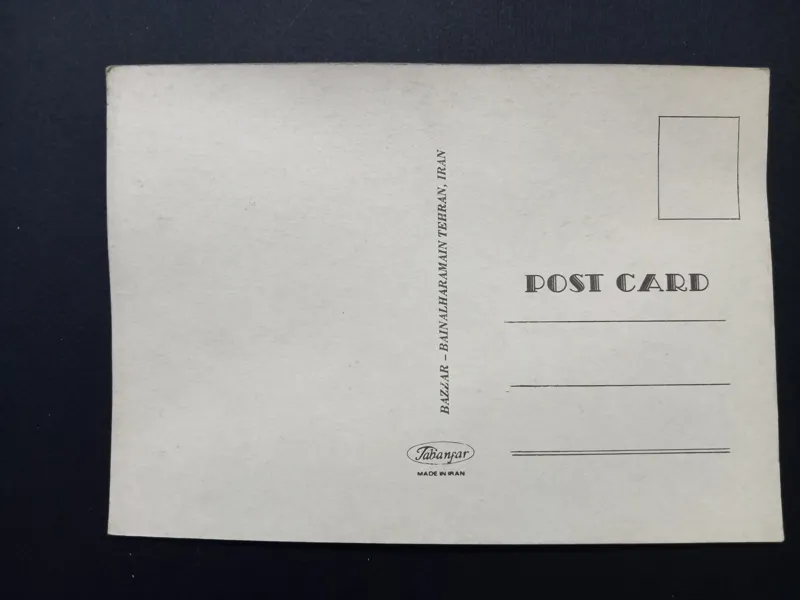 BAZZAR – BAINALHARAMAIN TEHRAN, IRAN
POST CARD
Tabanfar
MADE IN IRAN